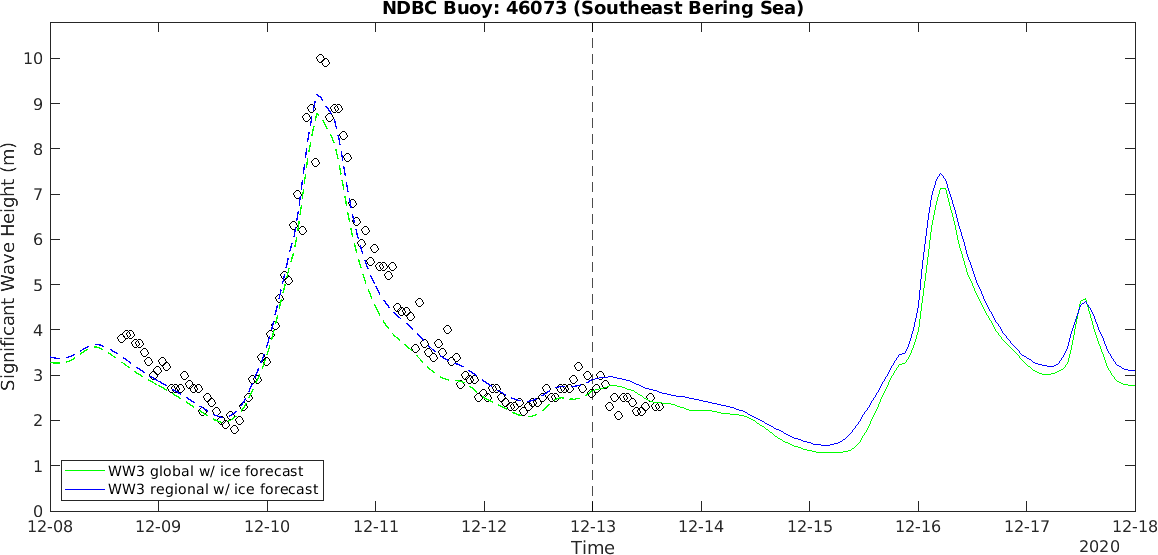 NDBC Buoy: 46073 (Southeast Bering Sea)
Significant Wave Height (m)
10
9
8
7
6
5
4
3
2
1
0
WW3 global w/ ice forecast
WW3 regional w/ ice forecast
12-08 12-09 12-10 12-11 12-12 12-13 12-14 12-15 12-16 12-17 12-18
Time
2020